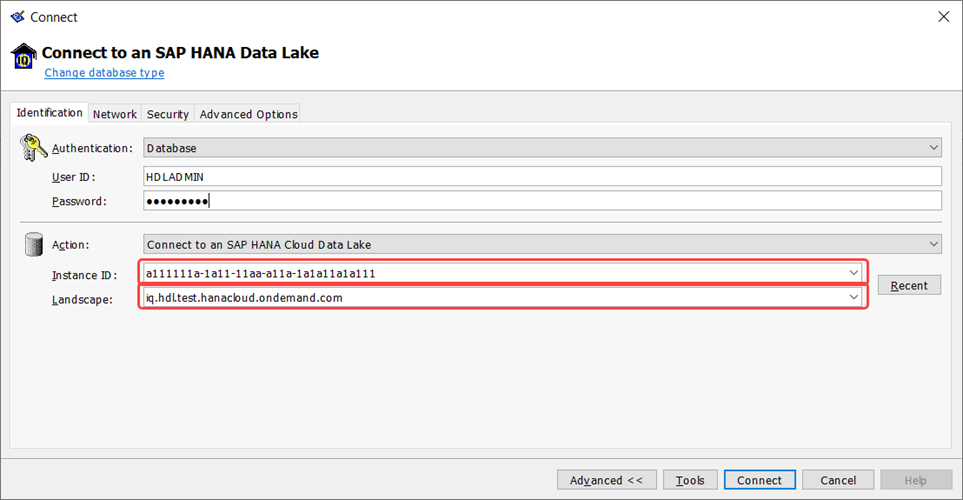 Connect
IQ
Connect to an SAP HANA Data Lake
Change database type
Identification Network Security Advanced Options
Authentication: Database
User ID: HDLADMIN
Password: ●●●●●●●●●
Action: Connect to an SAP HANA Cloud Data Lake
Instance ID: a111111a-1a11-11aa-a11a-1a1a11a1a111
Recent
Landscape: iq.hdl.test.hanacloud.ondemand.com
Advanced << Tools Connect Cancel Help